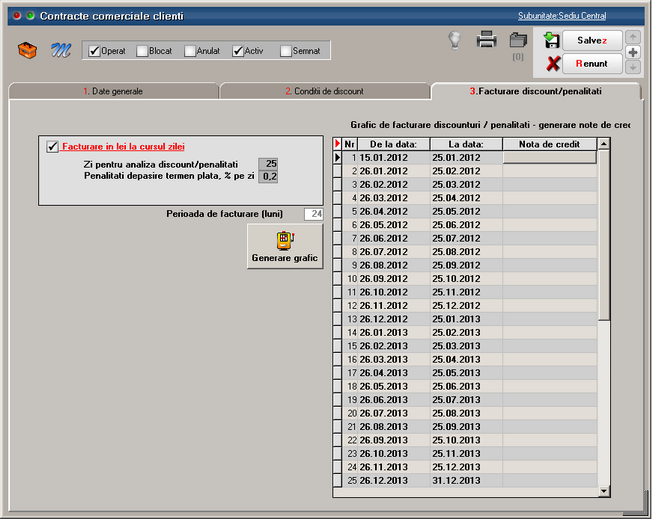 Contracte comerciale clienti
Subunitate:Sediu Central
Operat Blocat Anulat Activ Semnat
(0)
Salvez
Renunt
1. Date generale
2. Conditii de discount
3.Facturare discount/penalitati
Facturare in lei la cursul zilei
Zi pentru analiza discount/penalitati 25
Penalitati depasire termen plata, % pe zi 0,2
Perioada de facturare (luni) 24
Generare grafic
Grafic de facturare discounturi / penalitati - generare note de cred
Nr De la data: La data: Nota de credit
1 15.01.2012 25.01.2012
2 26.01.2012 25.02.2012
3 26.02.2012 25.03.2012
4 26.03.2012 25.04.2012
5 26.04.2012 25.05.2012
6 26.05.2012 25.06.2012
7 26.06.2012 25.07.2012
8 26.07.2012 25.08.2012
9 26.08.2012 25.09.2012
10 26.09.2012 25.10.2012
11 26.10.2012 25.11.2012
12 26.11.2012 25.12.2012
13 26.12.2012 25.01.2013
14 26.01.2013 25.02.2013
15 26.02.2013 25.03.2013
16 26.03.2013 25.04.2013
17 26.04.2013 25.05.2013
18 26.05.2013 25.06.2013
19 26.06.2013 25.07.2013
20 26.07.2013 25.08.2013
21 26.08.2013 25.09.2013
22 26.09.2013 25.10.2013
23 26.10.2013 25.11.2013
24 26.11.2013 25.12.2013
25 26.12.2013 31.12.2013